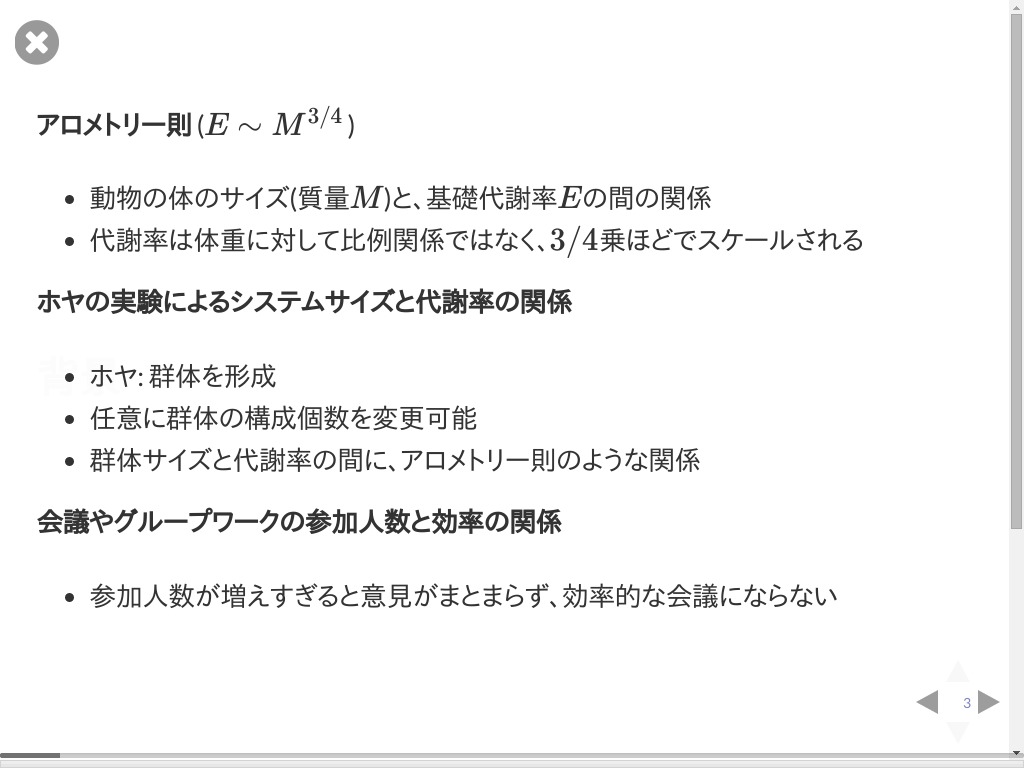 アロメトリー則 (E ∼ M^{3/4})
• 動物の体のサイズ(質量M)と、基礎代謝率Eの間の関係
• 代謝率は体重に対して比例関係ではなく、3/4乗ほどでスケールされる
ホヤの実験によるシステムサイズと代謝率の関係
• ホヤ: 群体を形成
• 任意に群体の構成個数を変更可能
• 群体サイズと代謝率の間に、アロメトリー則のような関係
会議やグループワークの参加人数と効率の関係
• 参加人数が増えすぎると意見がまとまらず、効率的な会議にならない
3